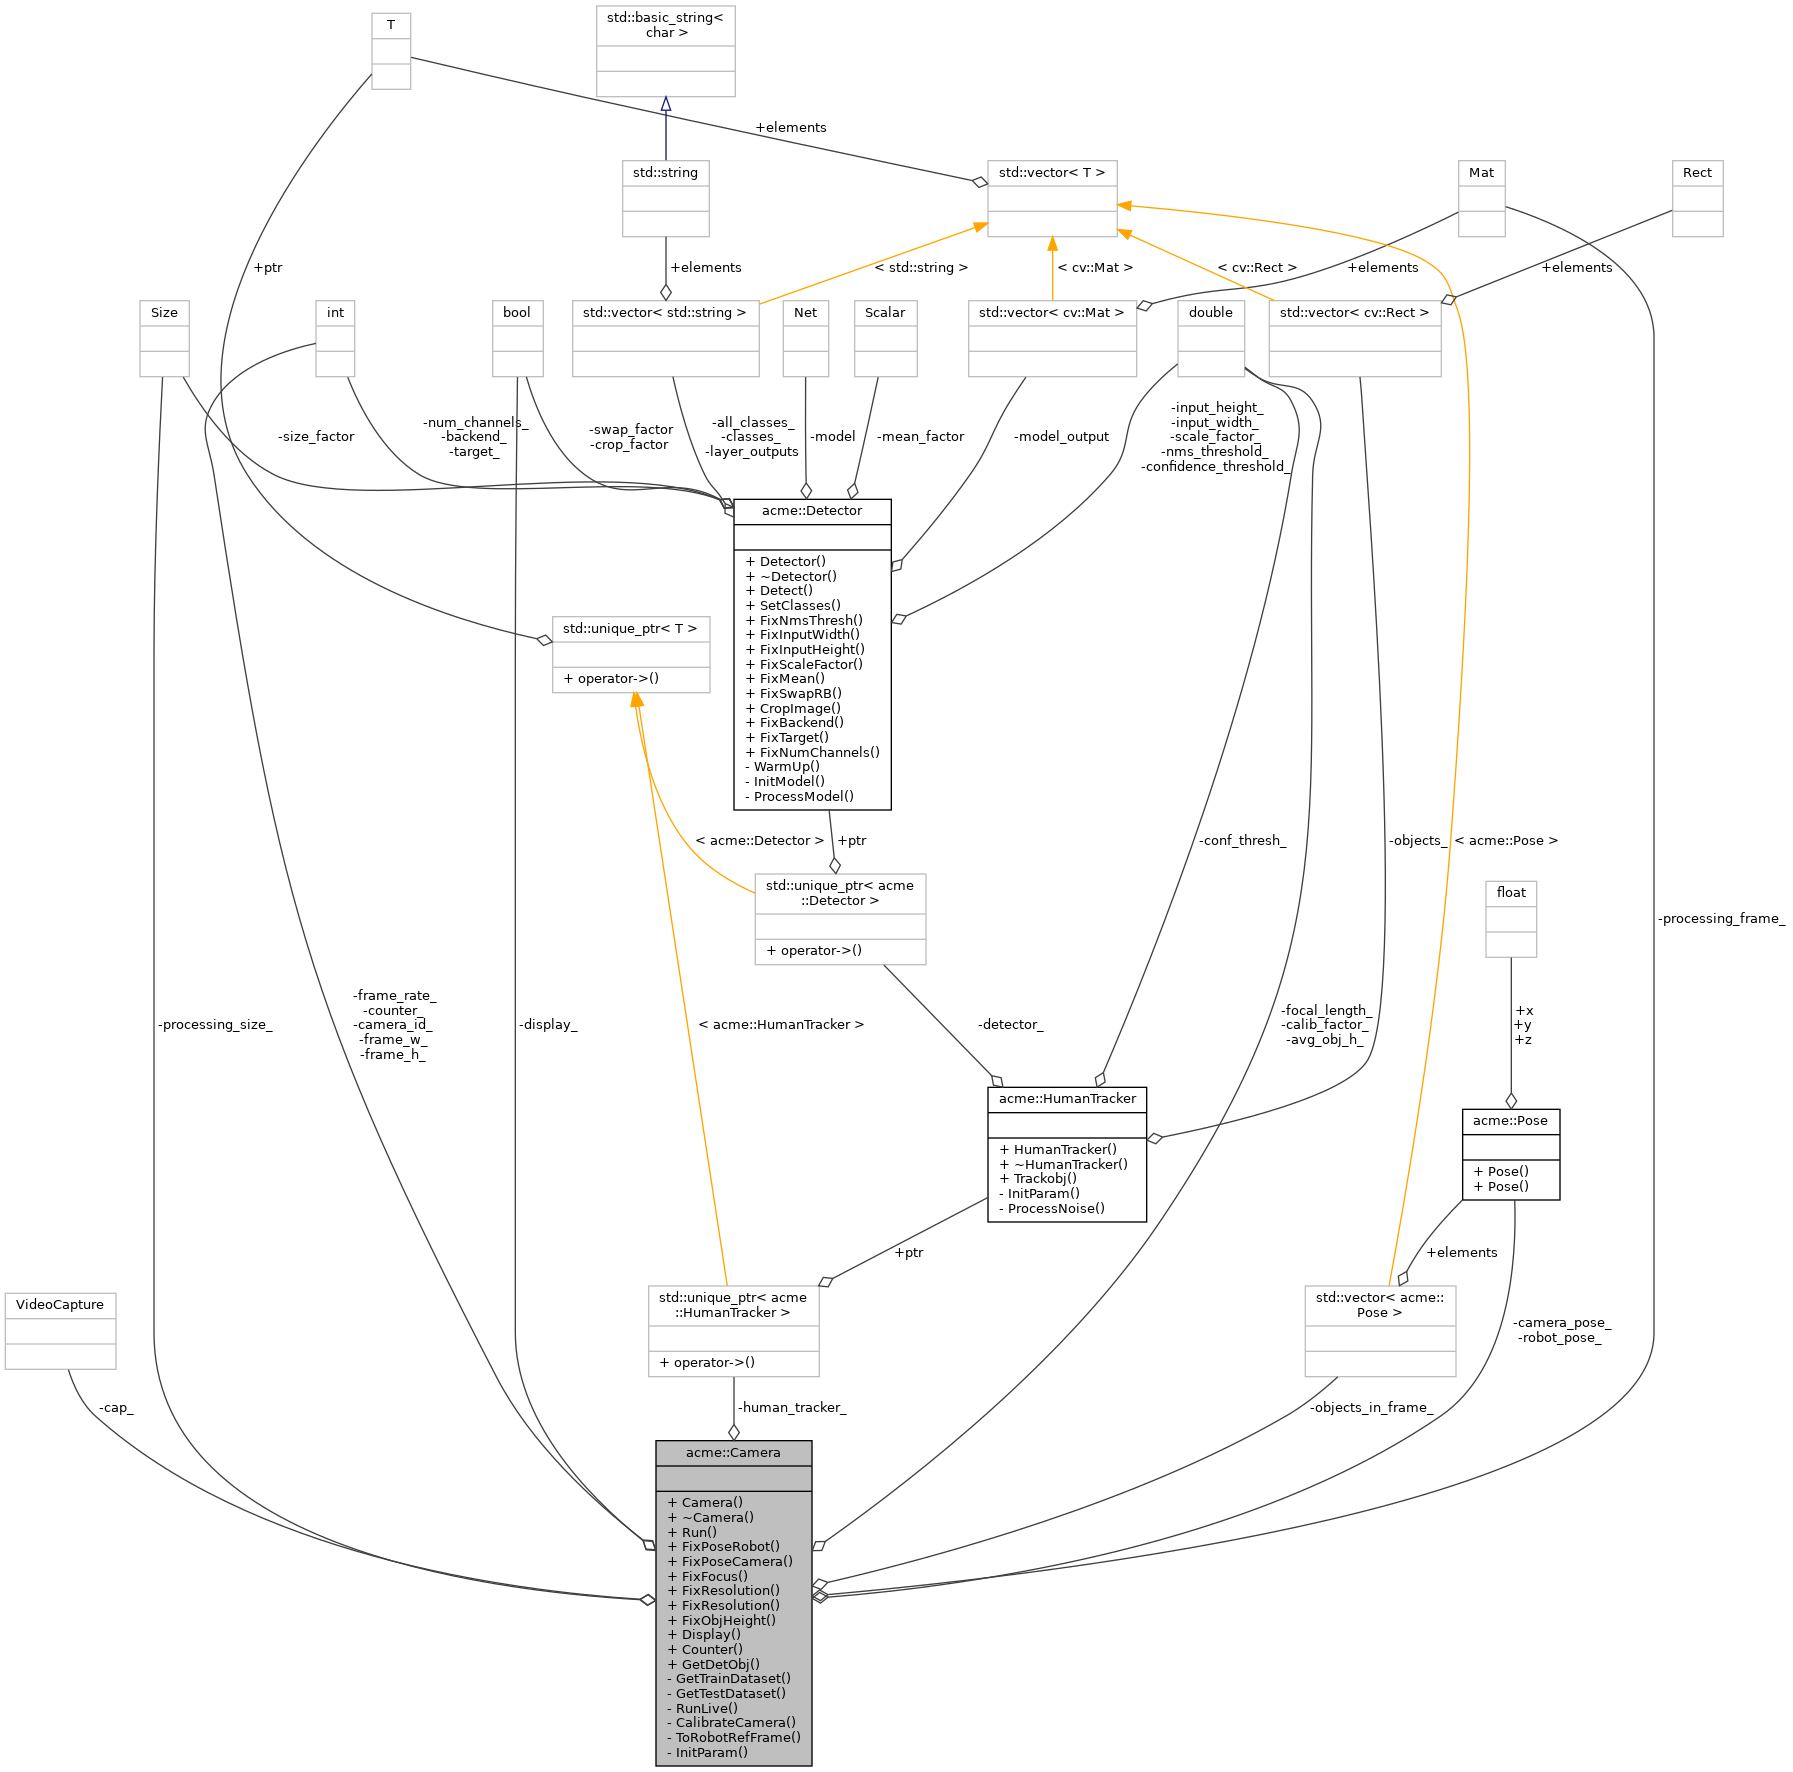 T
std::basic_string<
char >
+elements
std::string
std::vector< T >
Mat
Rect
+ptr
+elements
< std::string >
< cv::Mat >
< cv::Rect >
+elements
+elements
Size
int
bool
std::vector< std::string >
Net
Scalar
std::vector< cv::Mat >
double
std::vector< cv::Rect >
-size_factor
-num_channels_
-backend_
-target_
-swap_factor
-crop_factor
-all_classes_
-classes_
-layer_outputs
-model
-mean_factor
-model_output
-input_height_
-input_width_
-scale_factor_
-nms_threshold_
-confidence_threshold_
acme::Detector
+ Detector()
+ ~Detector()
+ Detect()
+ SetClasses()
+ FixNmsThresh()
+ FixInputWidth()
+ FixInputHeight()
+ FixScaleFactor()
+ FixMean()
+ FixSwapRB()
+ CropImage()
+ FixBackend()
+ FixTarget()
+ FixNumChannels()
- WarmUp()
- InitModel()
- ProcessModel()
std::unique_ptr< T >
+ operator->()
< acme::Detector >
+ptr
-conf_thresh_
-objects_
< acme::Pose >
std::unique_ptr< acme
::Detector >
+ operator->()
float
-processing_frame_
-processing_size_
-frame_rate_
-counter_
-camera_id_
-frame_w_
-frame_h_
-display_
< acme::HumanTracker >
-detector_
-focal_length_
-calib_factor_
-avg_obj_h_
+x
+y
+z
acme::HumanTracker
+ HumanTracker()
+ ~HumanTracker()
+ Trackobj()
- InitParam()
- ProcessNoise()
acme::Pose
+ Pose()
+ Pose()
+ptr
+elements
VideoCapture
std::unique_ptr< acme
::HumanTracker >
+ operator->()
std::vector< acme::
Pose >
-camera_pose_
-robot_pose_
-cap_
-human_tracker_
-objects_in_frame_
acme::Camera
+ Camera()
+ ~Camera()
+ Run()
+ FixPoseRobot()
+ FixPoseCamera()
+ FixFocus()
+ FixResolution()
+ FixResolution()
+ FixObjHeight()
+ Display()
+ Counter()
+ GetDetObj()
- GetTrainDataset()
- GetTestDataset()
- RunLive()
- CalibrateCamera()
- ToRobotRefFrame()
- InitParam()